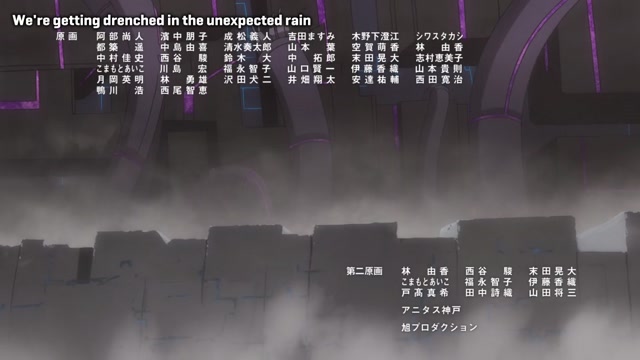 We're getting drenched in the unexpected rain
原画 阿部尚人 濱中朋子 成松義人 吉田ますみ 木野下澄江 シワスタカシ
都築遥 中島由喜 清水奏太郎 山本葉 空賀萌香 林由香
中村佳史 西谷駿 鈴木大 中拓郎 末田晃大 志村恵美子
こまもとあいこ 川島宏 福永智子 山口賢一 伊藤香織 山本貴則
月岡英明 林勇雄 沢田犬二 井畑翔太 安達祐輔 西田寛治
鴨川浩 西尾智恵
第二原画 林由香 西谷駿 末田晃大
こまもとあいこ 福永智子 伊藤香織
戸髙真希 田中詩織 山田将三
アニタス神戸
旭プロダクション